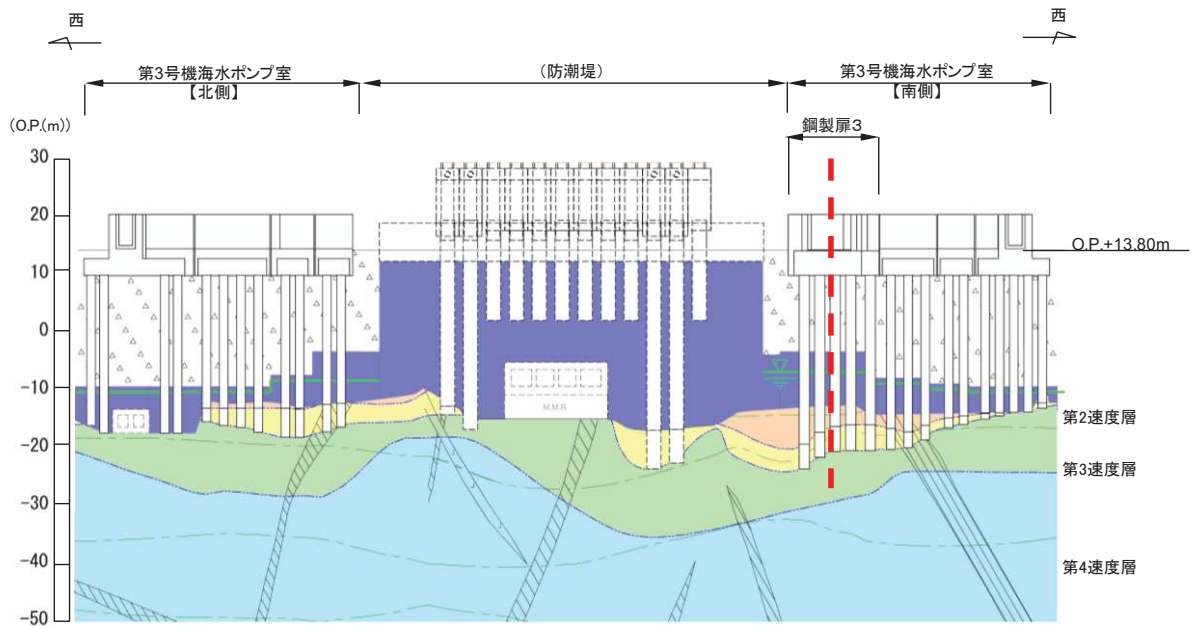 西
西
第3号機海水ポンプ室
【北側】
(防潮堤)
第3号機海水ポンプ室
【南側】
(O.P.(m))
鋼製扉3
30
20
O.P.+13.80m
10
0
-10
M.M.R
第2速度層
-20
第3速度層
-30
-40
第4速度層
-50